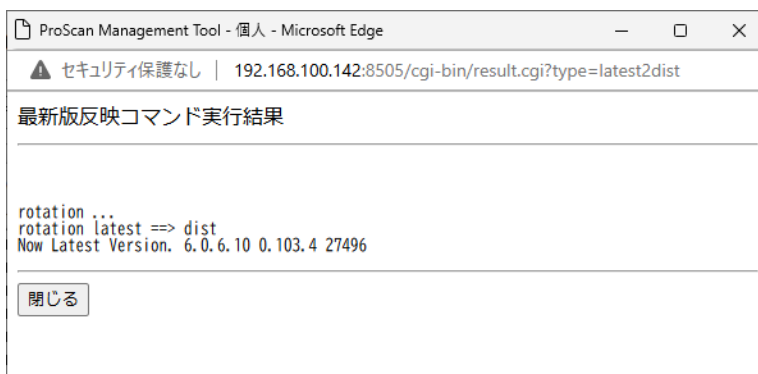 ProScan Management Tool - 個人 - Microsoft Edge
セキュリティ保護なし | 192.168.100.142:8505/cgi-bin/result.cgi?type=latest2dist
最新版反映コマンド実行結果
rotation ...
rotation latest ==> dist
Now Latest Version. 6.0.6.10 0.103.4 27496
閉じる